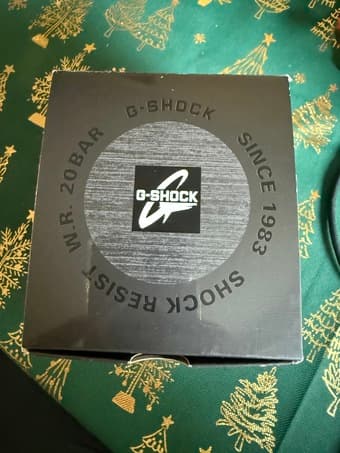 G-SHOCK
SINCE 1983
SHOCK RESIST
W.R. 20BAR
G-SHOCK